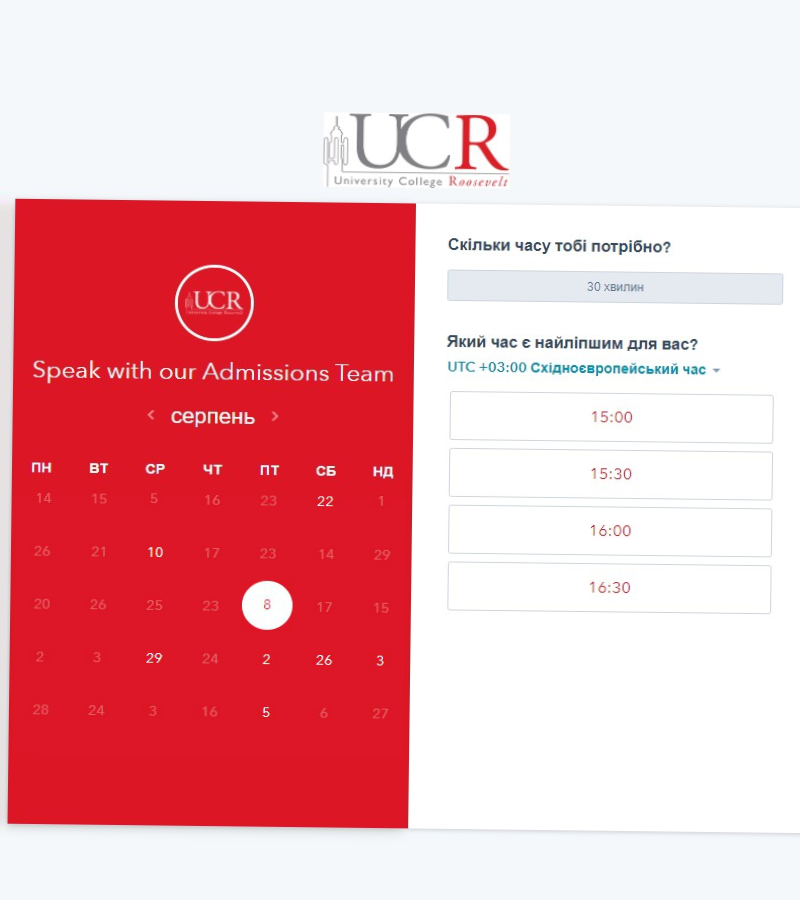 UCR
University College Roosevelt
UCR
Speak with our Admissions Team
серпень
ПН ВТ СР ЧТ ПТ СБ НД
14 15 5 16 23 22 1
26 21 10 17 23 14 29
20 26 25 23 8 17 15
2 3 29 24 2 26 3
28 24 3 16 5 6 27
Скільки часу тобі потрібно?
30 хвилин
Який час є найліпшим для вас?
UTC +03:00 Східноєвропейський час
15:00
15:30
16:00
16:30